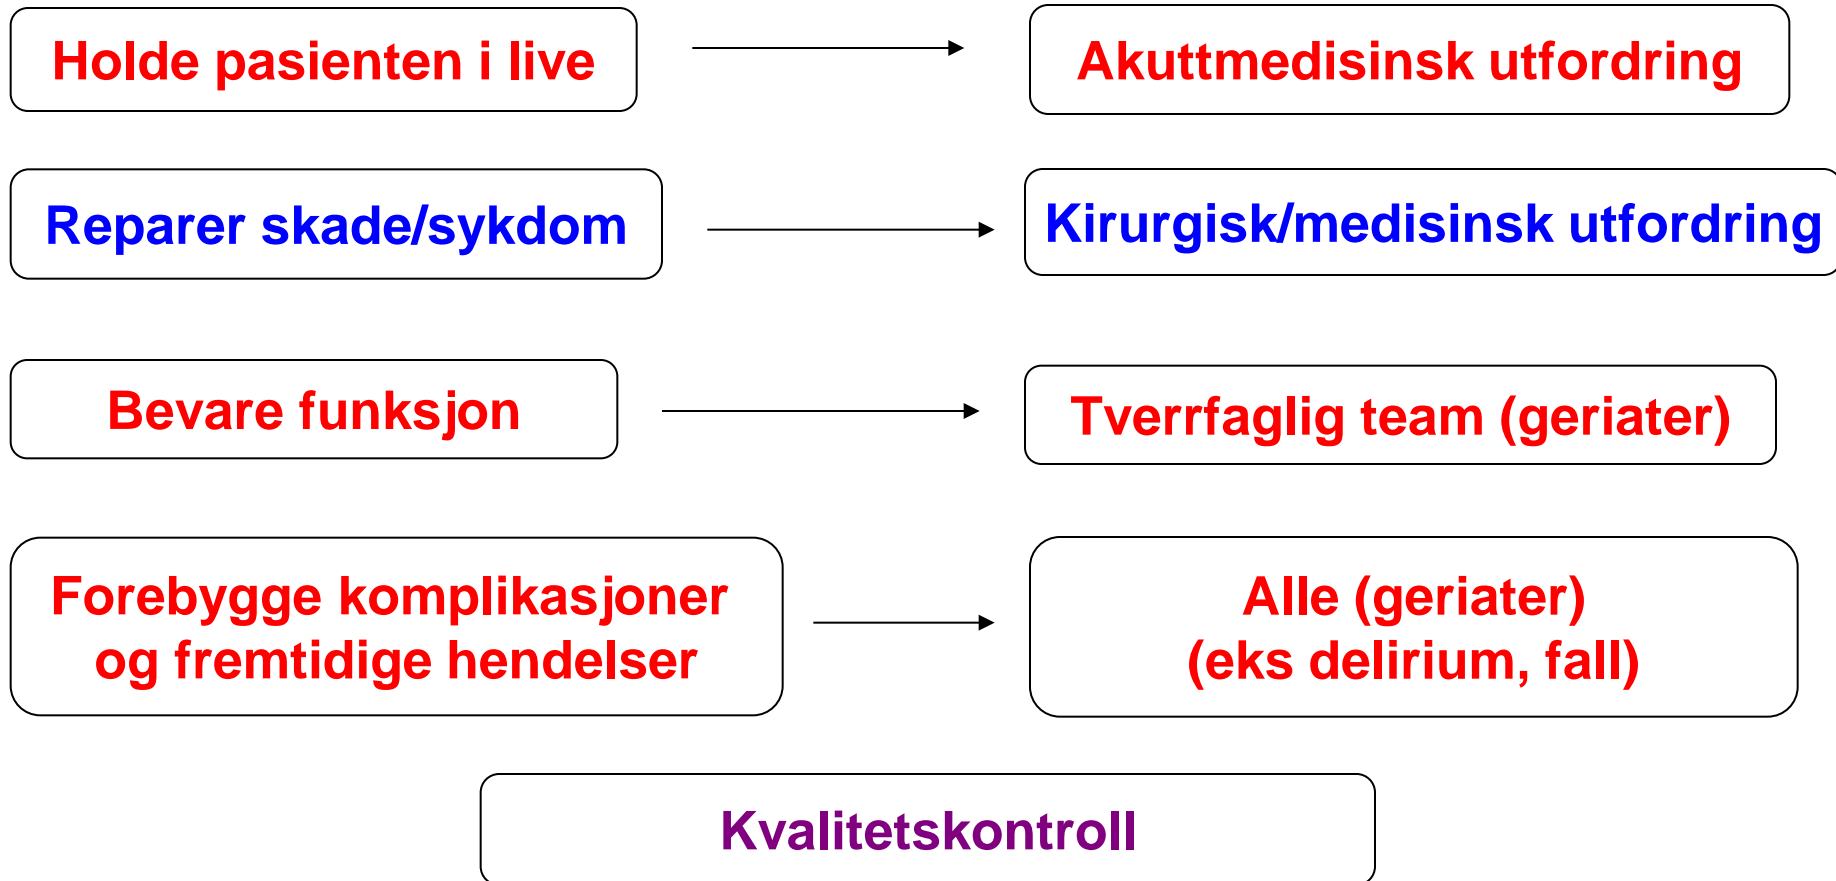 Holde pasienten i live
Akuttmedisinsk utfordring
Reparer skade/sykdom
Kirurgisk/medisinsk utfordring
Bevare funksjon
Tverrfaglig team (geriater)
Forebygge komplikasjoner
og fremtidige hendelser
Alle (geriater)
(eks delirium, fall)
Kvalitetskontroll